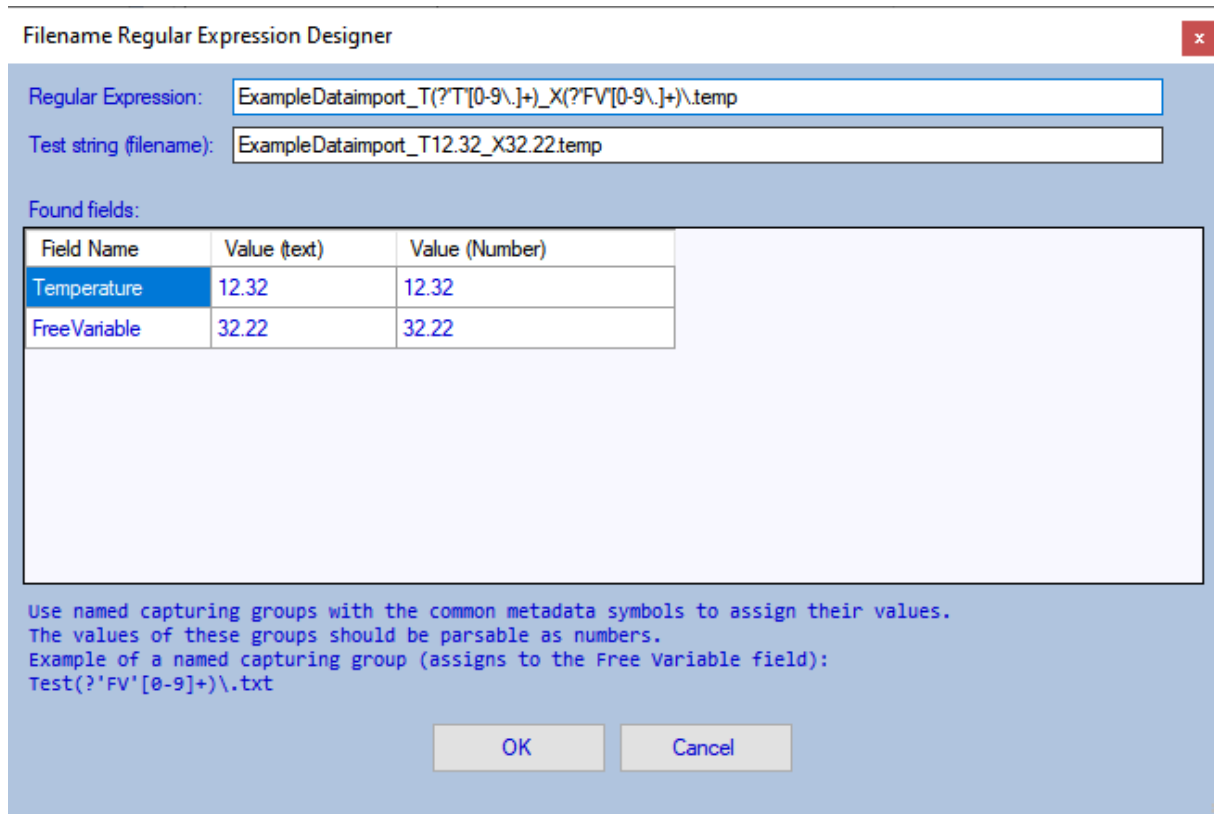 Filename Regular Expression Designer
x
Regular Expression: ExampleDataimport_T(?'T'[0-9\.]+)_X(?'FV'[0-9\.]+)\.temp
Test string (filename): ExampleDataimport_T12.32_X32.22.temp
Found fields:
Field Name Value (text) Value (Number)
Temperature 12.32 12.32
FreeVariable 32.22 32.22
Use named capturing groups with the common metadata symbols to assign their values.
The values of these groups should be parsable as numbers.
Example of a named capturing group (assigns to the Free Variable field):
Test(?'FV'[0-9]+)\.txt
OK Cancel